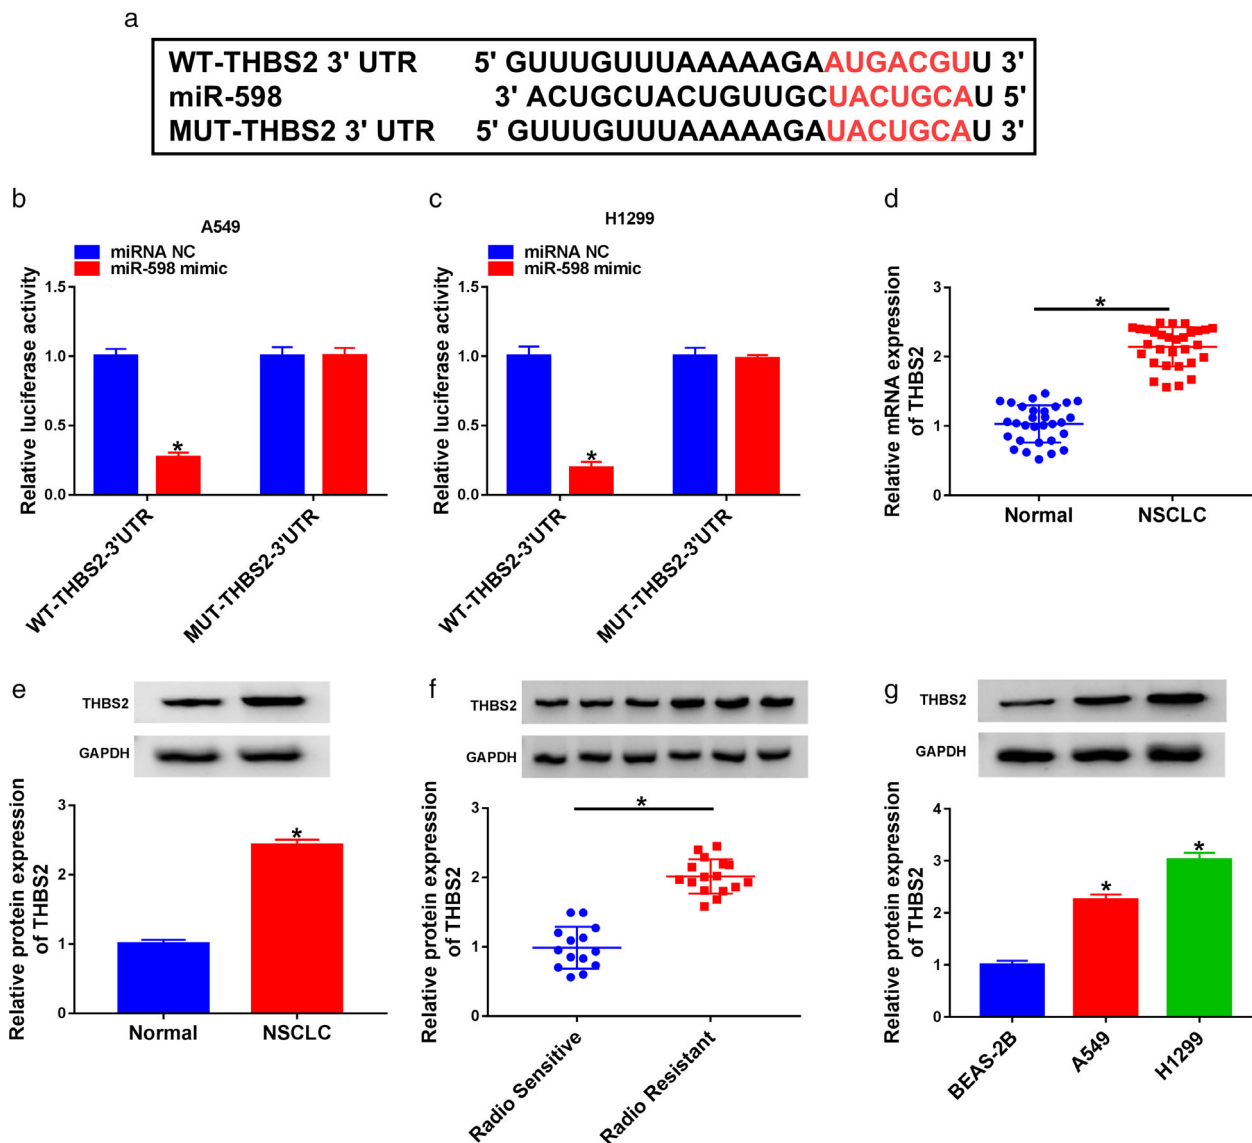 a
WT-THBS2 3' UTR 5' GUUUGUUUAAAAAGAAUGACGUU 3'
miR-598 3' ACUGCUACUGUUGCUACUGCAU 5'
MUT-THBS2 3' UTR 5' GUUUGUUUAAAAAGAUACUGCAU 3'
b
A549
miRNA NC
miR-598 mimic
Relative luciferase activity
1.5
1.0
0.5
0.0
*
WT-THBS2-3'UTR
MUT-THBS2-3'UTR
c
H1299
miRNA NC
miR-598 mimic
Relative luciferase activity
1.5
1.0
0.5
0.0
*
WT-THBS2-3'UTR
MUT-THBS2-3'UTR
d
Relative mRNA expression
of THBS2
3
2
1
0
*
Normal
NSCLC
e
THBS2
GAPDH
Relative protein expression
of THBS2
3
2
1
0
*
Normal
NSCLC
f
THBS2
GAPDH
Relative protein expression
of THBS2
3
2
1
0
*
Radio Sensitive
Radio Resistant
g
THBS2
GAPDH
Relative protein expression
of THBS2
4
3
2
1
0
*
*
BEAS-2B
A549
H1299